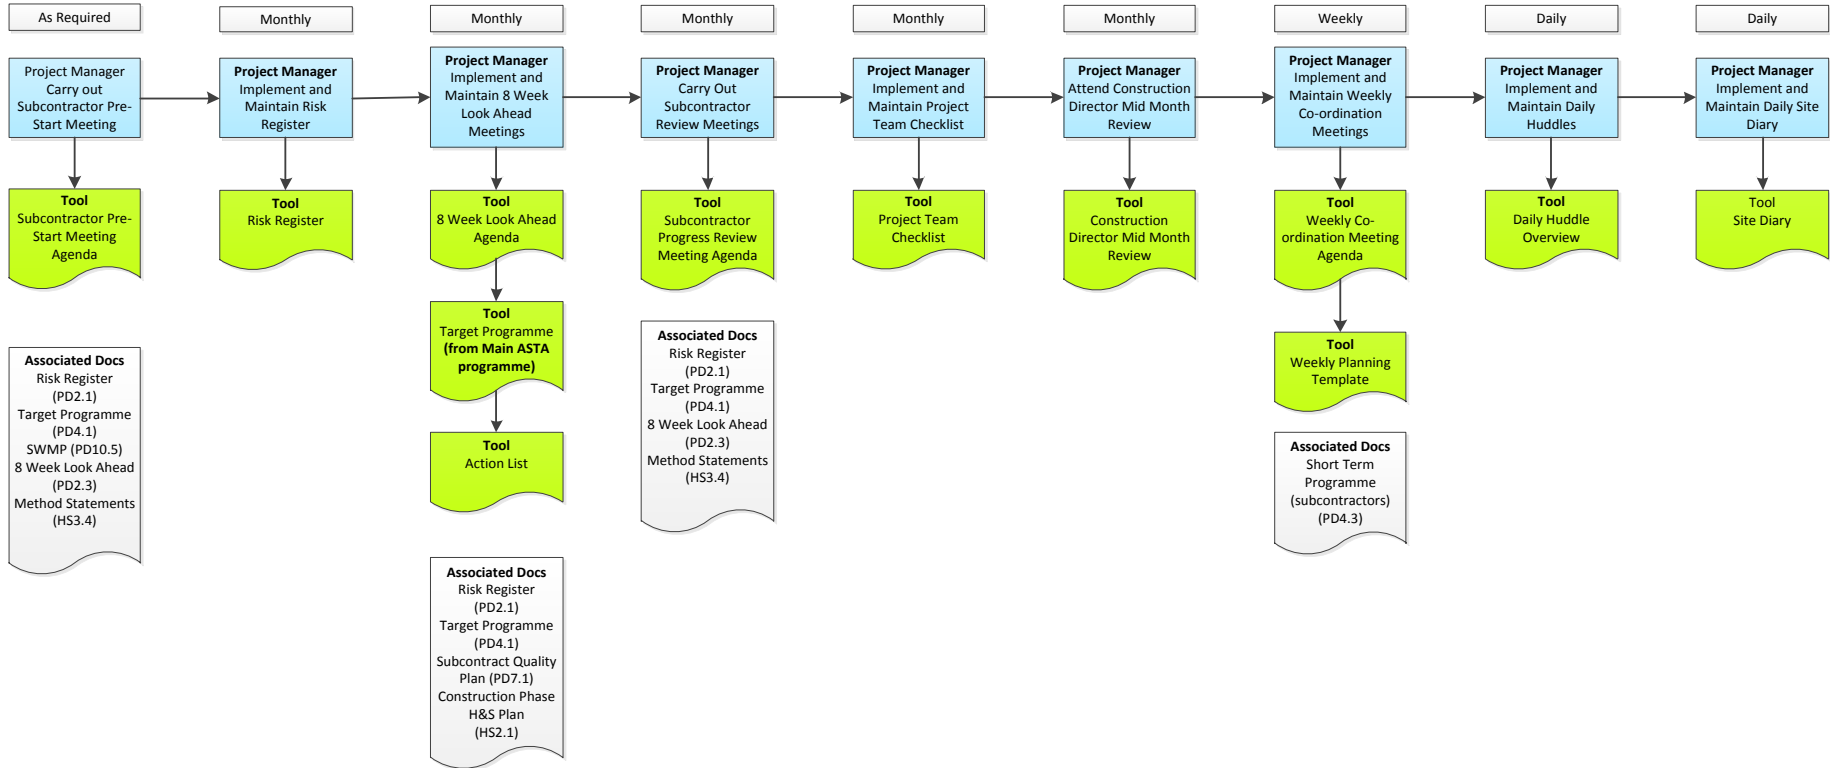 As Required
Monthly
Monthly
Monthly
Monthly
Monthly
Weekly
Daily
Daily
Project Manager
Carry out
Subcontractor Pre-
Start Meeting
Project Manager
Implement and
Maintain Risk
Register
Project Manager
Implement and
Maintain 8 Week
Look Ahead
Meetings
Project Manager
Carry Out
Subcontractor
Review Meetings
Project Manager
Implement and
Maintain Project
Team Checklist
Project Manager
Attend Construction
Director Mid Month
Review
Project Manager
Implement and
Maintain Weekly
Co-ordination
Meetings
Project Manager
Implement and
Maintain Daily
Huddles
Project Manager
Implement and
Maintain Daily Site
Diary
Tool
Subcontractor Pre-
Start Meeting
Agenda
Tool
Risk Register
Tool
8 Week Look Ahead
Agenda
Tool
Subcontractor
Progress Review
Meeting Agenda
Tool
Project Team
Checklist
Tool
Construction
Director Mid Month
Review
Tool
Weekly Co-
ordination Meeting
Agenda
Tool
Daily Huddle
Overview
Tool
Site Diary
Tool
Target Programme
(from Main ASTA
programme)
Tool
Weekly Planning
Template
Tool
Action List
Associated Docs
Risk Register
(PD2.1)
Target Programme
(PD4.1)
SWMP (PD10.5)
8 Week Look Ahead
(PD2.3)
Method Statements
(HS3.4)
Associated Docs
Risk Register
(PD2.1)
Target Programme
(PD4.1)
Subcontract Quality
Plan (PD7.1)
Construction Phase
H&S Plan
(HS2.1)
Associated Docs
Risk Register
(PD2.1)
Target Programme
(PD4.1)
8 Week Look Ahead
(PD2.3)
Method Statements
(HS3.4)
Associated Docs
Short Term
Programme
(subcontractors)
(PD4.3)